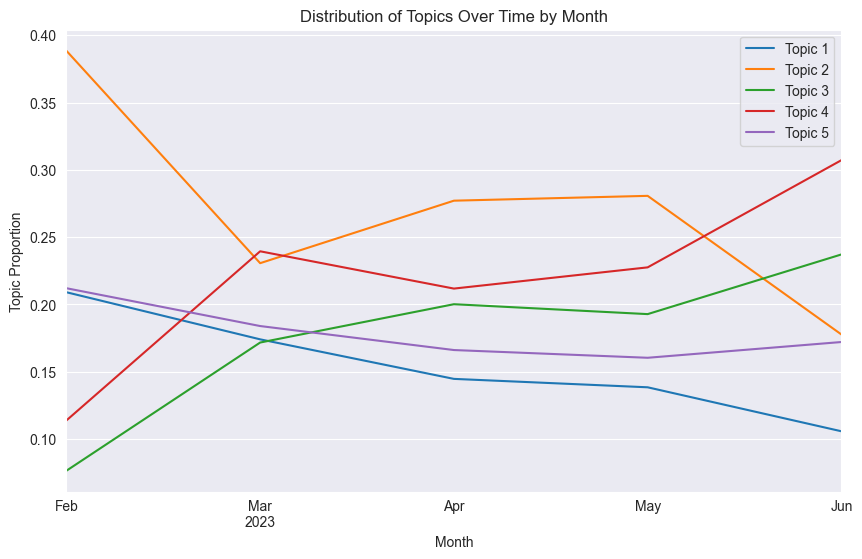 Distribution of Topics Over Time by Month
Topic 1
Topic 2
Topic 3
Topic 4
Topic 5
Topic Proportion
0.40
0.35
0.30
0.25
0.20
0.15
0.10
Feb
Mar
2023
Apr
May
Jun
Month